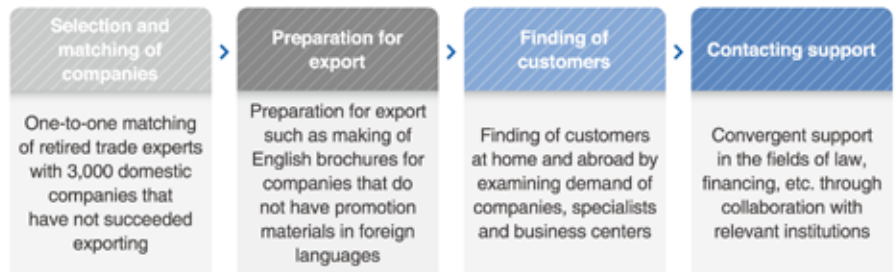 Selection and
matching of
companies
One-to-one matching
of retired trade experts
with 3,000 domestic
companies that
have not succeeded
exporting
Preparation for
export
Preparation for export
such as making of
English brochures for
companies that do
not have promotion
materials in foreign
languages
Finding of
customers
Finding of customers
at home and abroad by
examining demand of
companies, specialists
and business centers
Contacting support
Convergent support
in the fields of law,
financing, etc. through
collaboration with
relevant institutions